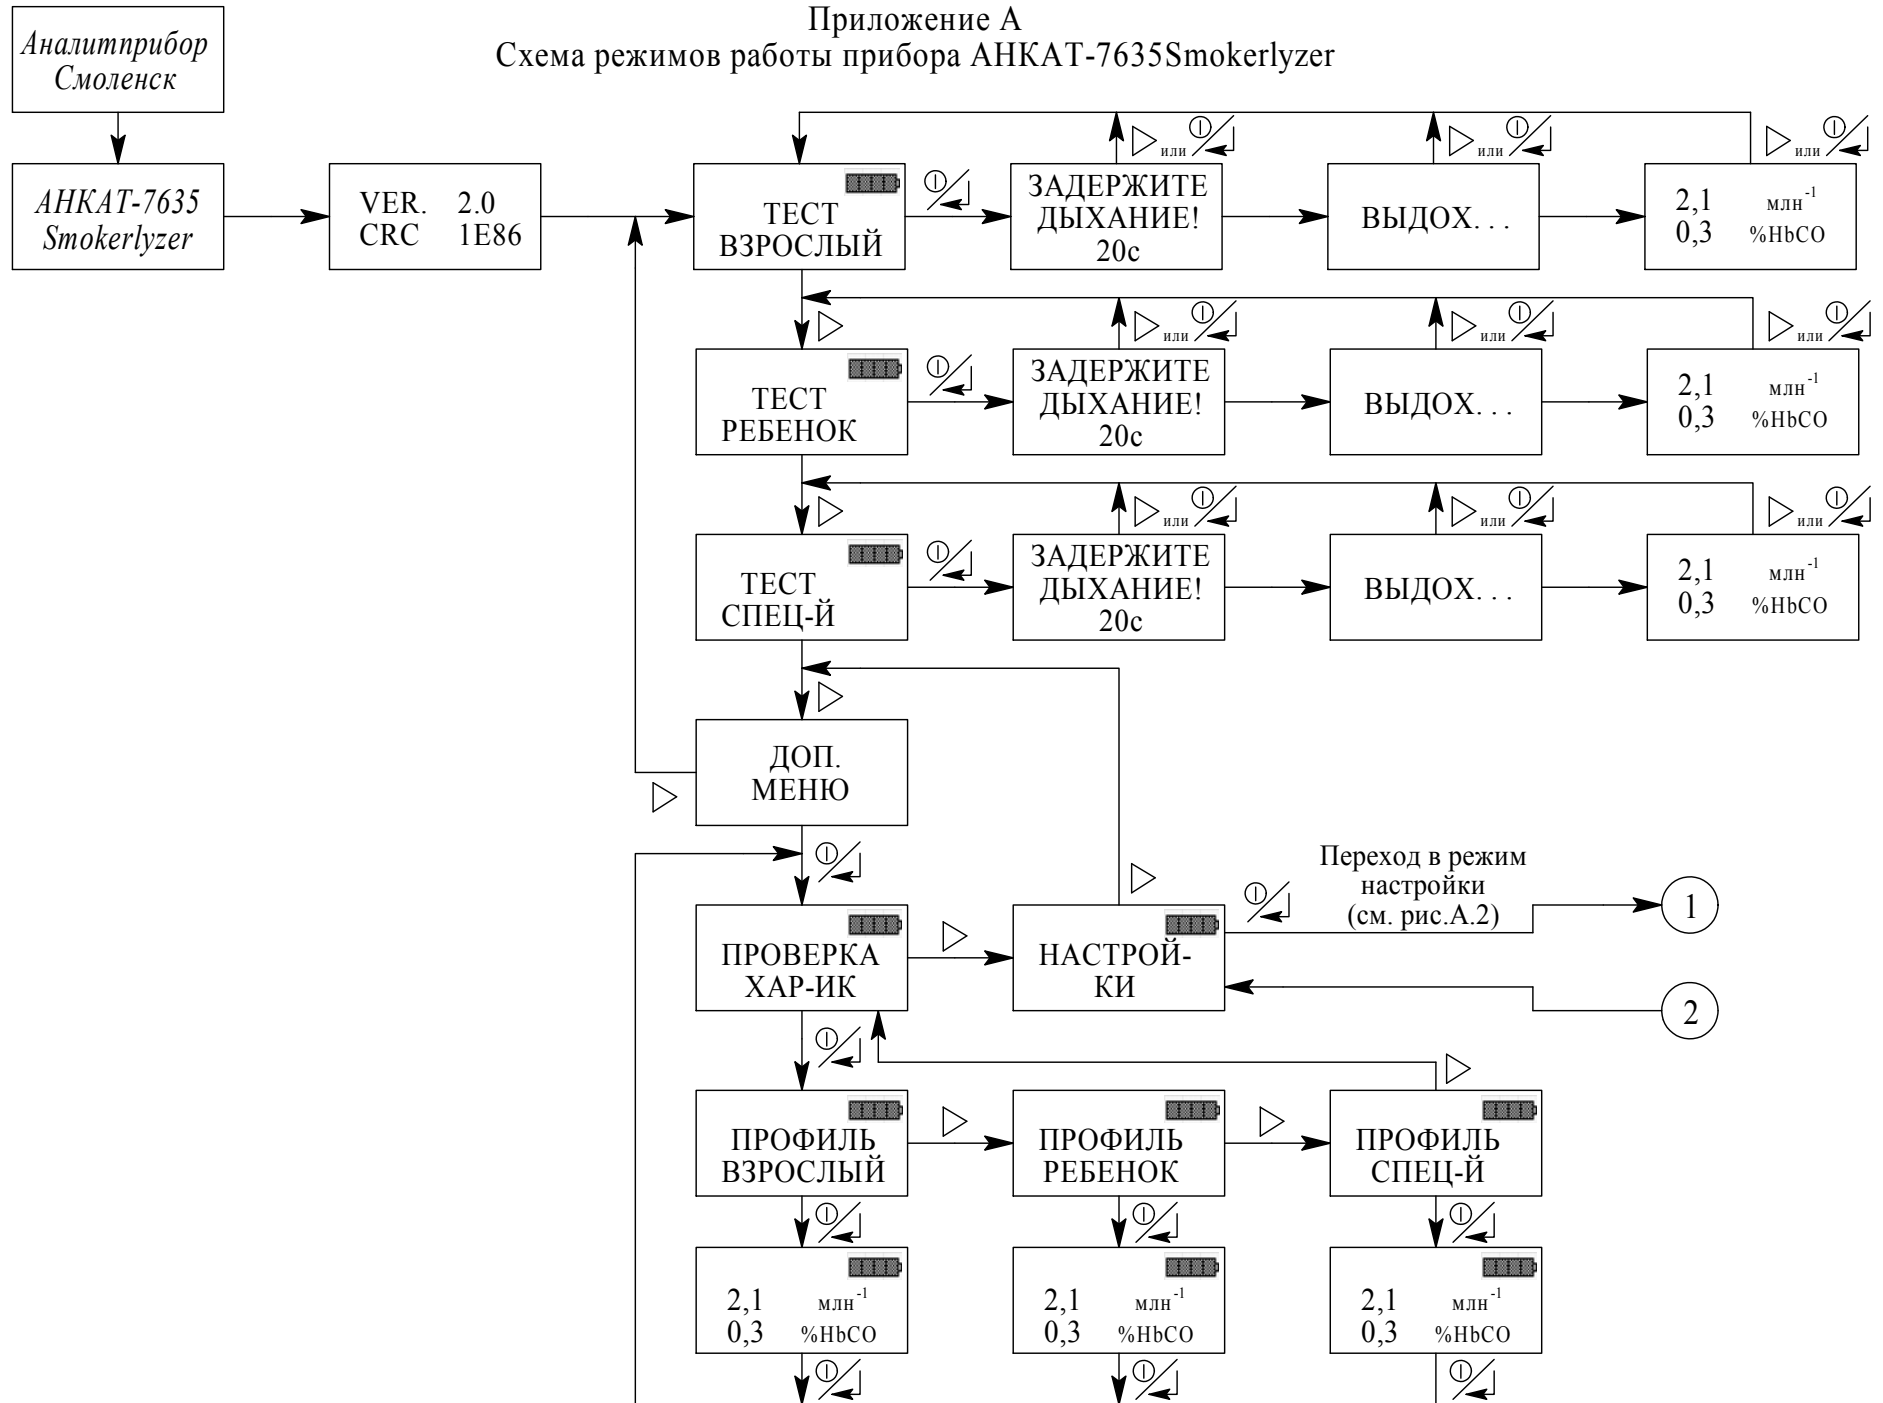 Приложение А
Схема режимов работы прибора АНКАТ-7635Smokerlyzer
Аналитприбор
Смоленск
АНКАТ-7635
Smokerlyzer
VER. 2.0
CRC 1E86
ТЕСТ
ВЗРОСЛЫЙ
ЗАДЕРЖИТЕ
ДЫХАНИЕ!
20с
или
ВЫДОХ. . .
или
2,1 млн-1
0,3 %HbCO
или
ТЕСТ
РЕБЕНОК
ЗАДЕРЖИТЕ
ДЫХАНИЕ!
20с
или
ВЫДОХ. . .
или
2,1 млн-1
0,3 %HbCO
или
ТЕСТ
СПЕЦ-Й
ЗАДЕРЖИТЕ
ДЫХАНИЕ!
20с
или
ВЫДОХ. . .
или
2,1 млн-1
0,3 %HbCO
или
ДОП.
МЕНЮ
ПРОВЕРКА
ХАР-ИК
НАСТРОЙ-
КИ
Переход в режим
настройки
(см. рис.А.2)
1
2
ПРОФИЛЬ
ВЗРОСЛЫЙ
ПРОФИЛЬ
РЕБЕНОК
ПРОФИЛЬ
СПЕЦ-Й
2,1 млн-1
0,3 %HbCO
2,1 млн-1
0,3 %HbCO
2,1 млн-1
0,3 %HbCO